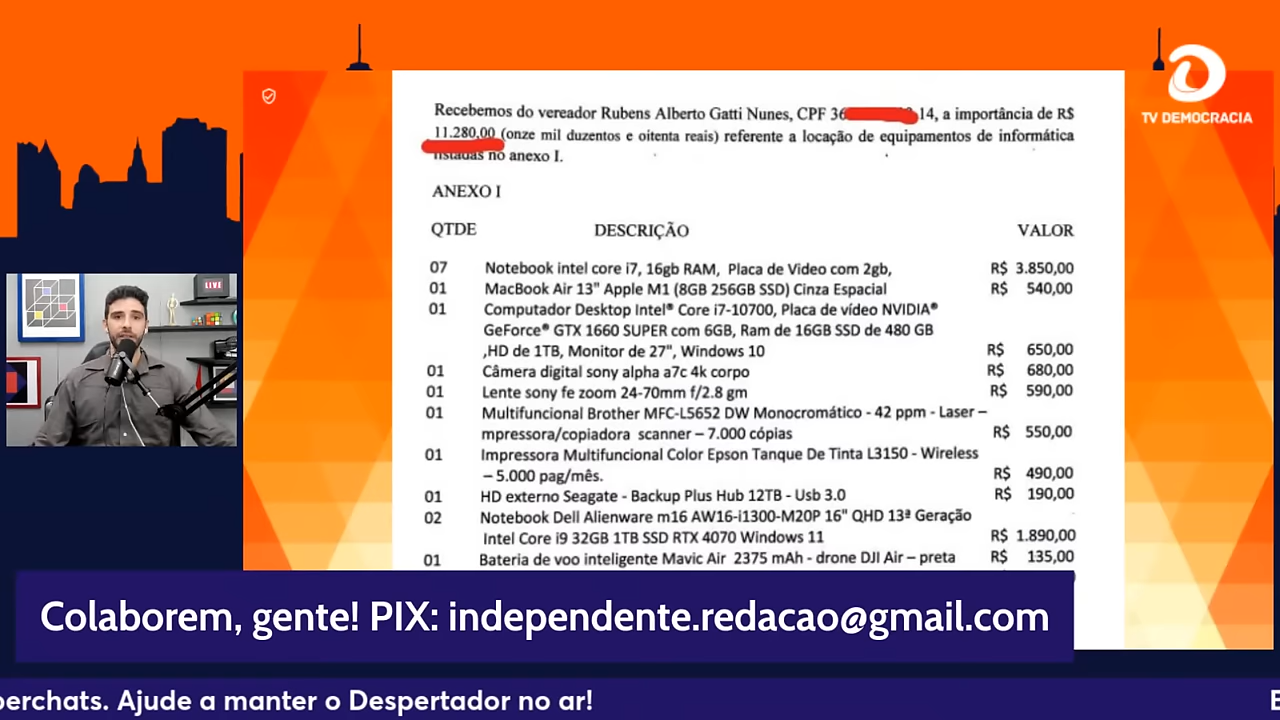 Recebemos do vereador Rubens Alberto Gatti Nunes, CPF 36 14, a importância de R$
11.280,00 (onze mil duzentos e oitenta reais) referente a locação de equipamentos de informática
listadas no anexo I.
ANEXO I
QTDE DESCRIÇÃO VALOR
07 Notebook intel core i7, 16gb RAM, Placa de Video com 2gb, R$ 3.850,00
01 MacBook Air 13" Apple M1 (8GB 256GB SSD) Cinza Espacial R$ 540,00
01 Computador Desktop Intel® Core i7-10700, Placa de vídeo NVIDIA®
GeForce® GTX 1660 SUPER com 6GB, Ram de 16GB SSD de 480 GB
,HD de 1TB, Monitor de 27", Windows 10 R$ 650,00
01 Câmera digital sony alpha a7c 4k corpo R$ 680,00
01 Lente sony fe zoom 24-70mm f/2.8 gm R$ 590,00
01 Multifuncional Brother MFC-L5652 DW Monocromático - 42 ppm - Laser –
mpressora/copiadora scanner – 7.000 cópias R$ 550,00
01 Impressora Multifuncional Color Epson Tanque De Tinta L3150 - Wireless
– 5.000 pag/mês. R$ 490,00
01 HD externo Seagate - Backup Plus Hub 12TB - Usb 3.0 R$ 190,00
02 Notebook Dell Alienware m16 AW16-i1300-M20P 16" QHD 13ª Geração
Intel Core i9 32GB 1TB SSD RTX 4070 Windows 11 R$ 1.890,00
01 Bateria de voo inteligente Mavic Air 2375 mAh - drone DJI Air – preta R$ 135,00
TV DEMOCRACIA
LIVE
Colaborem, gente! PIX: independente.redacao@gmail.com
perchats. Ajude a manter o Despertador no ar!